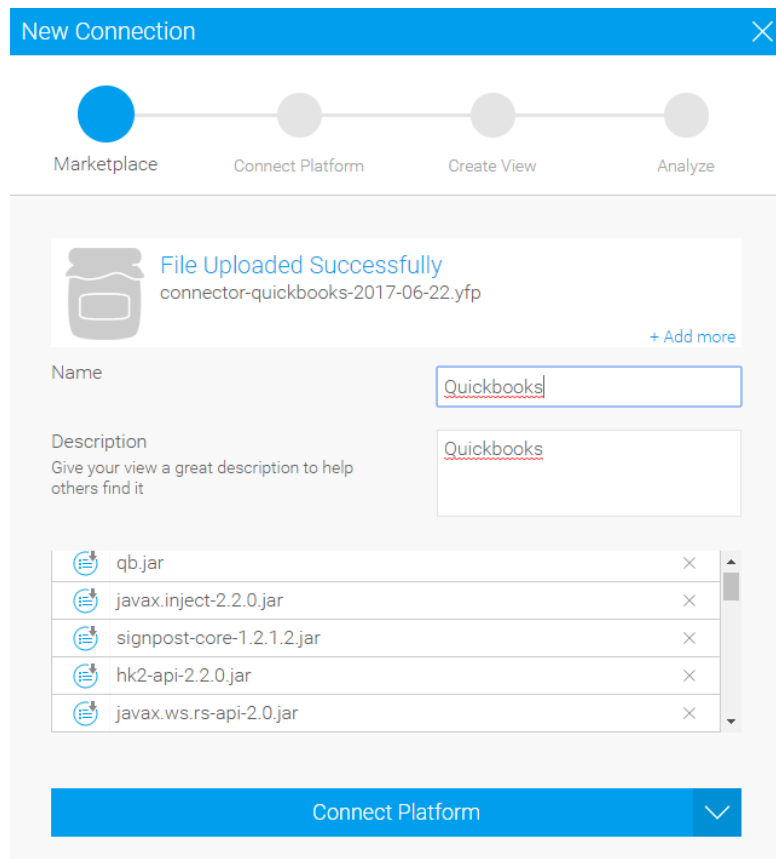 New Connection
Marketplace
Connect Platform
Create View
Analyze
File Uploaded Successfully
connector-quickbooks-2017-06-22.yfp
+ Add more
Name
Quickbooks
Description
Give your view a great description to help
others find it
Quickbooks
qb.jar
javax.inject-2.2.0.jar
signpost-core-1.2.1.2.jar
hk2-api-2.2.0.jar
javax.ws.rs-api-2.0.jar
Connect Platform